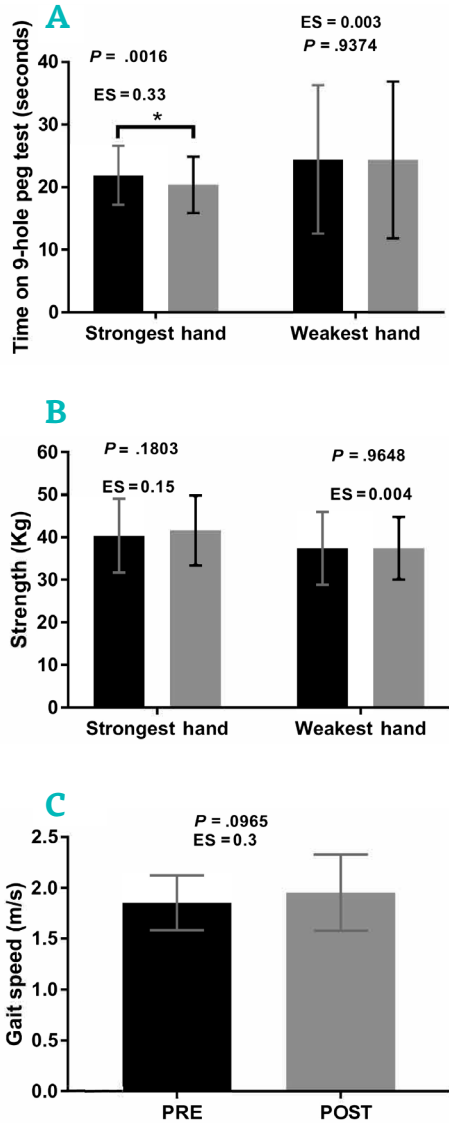 A
ES = 0.003
P = .9374
P = .0016
ES = 0.33
*
Time on 9-hole peg test (seconds)
40
30
20
10
0
Strongest hand Weakest hand
B
P = .1803
P = .9648
ES = 0.15
ES = 0.004
Strength (Kg)
60
50
40
30
20
10
0
Strongest hand Weakest hand
C
P = .0965
ES = 0.3
Gait speed (m/s)
2.5
2.0
1.5
1.0
0.5
0.0
PRE POST